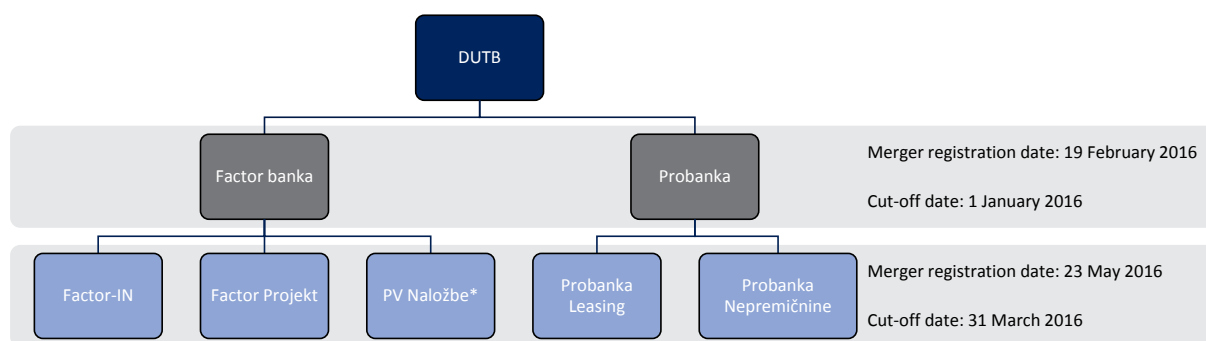 DUTB
Factor banka
Probanka
Merger registration date: 19 February 2016
Cut-off date: 1 January 2016
Factor-IN
Factor Projekt
PV Naložbe*
Probanka
Leasing
Probanka
Nepremičnine
Merger registration date: 23 May 2016
Cut-off date: 31 March 2016